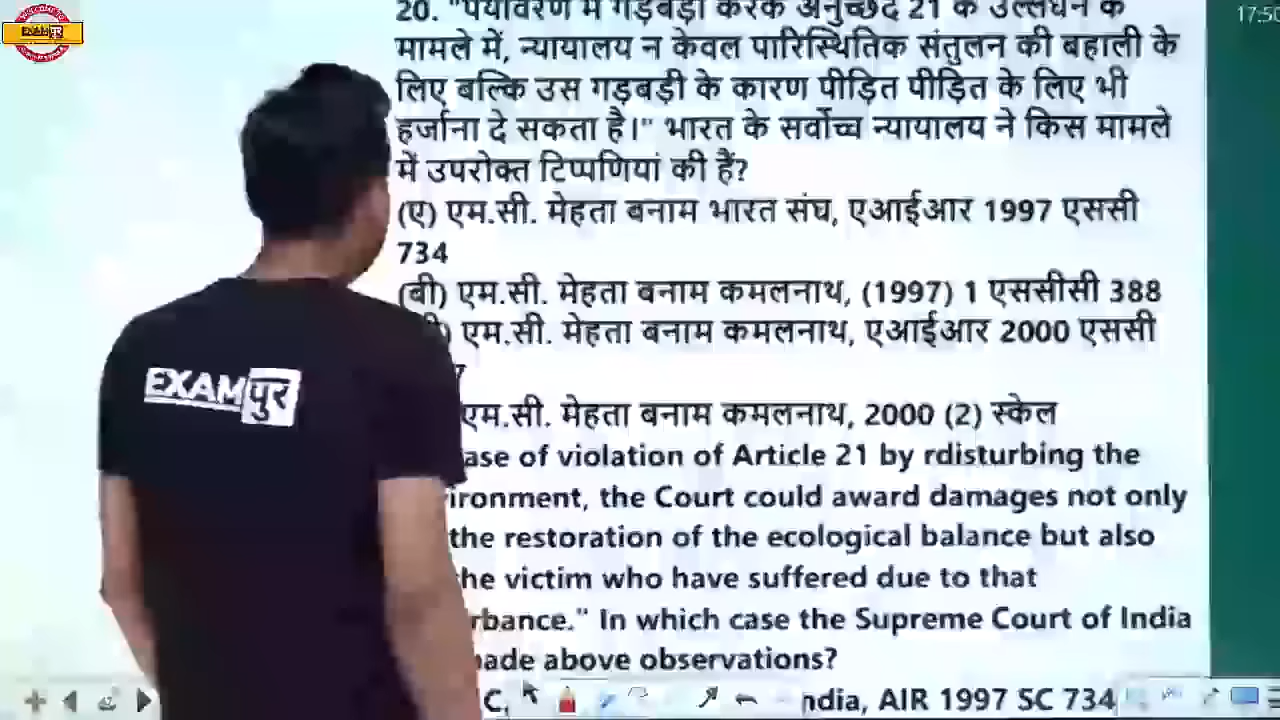 17:50
20. "पर्यावरण में गड़बड़ी करके अनुच्छेद 21 के उल्लंघन के
मामले में, न्यायालय न केवल पारिस्थितिक संतुलन की बहाली के
लिए बल्कि उस गड़बड़ी के कारण पीड़ित पीड़ित के लिए भी
हर्जाना दे सकता है।" भारत के सर्वोच्च न्यायालय ने किस मामले
में उपरोक्त टिप्पणियां की हैं?
(ए) एम.सी. मेहता बनाम भारत संघ, एआईआर 1997 एससी
734
(बी) एम.सी. मेहता बनाम कमलनाथ, (1997) 1 एससीसी 388
एम.सी. मेहता बनाम कमलनाथ, एआईआर 2000 एससी
7
एम.सी. मेहता बनाम कमलनाथ, 2000 (2) स्केल
ase of violation of Article 21 by rdisturbing the
ironment, the Court could award damages not only
the restoration of the ecological balance but also
he victim who have suffered due to that
rbance." In which case the Supreme Court of India
ade above observations?
C, ndia, AIR 1997 SC 734
EXAM पुर